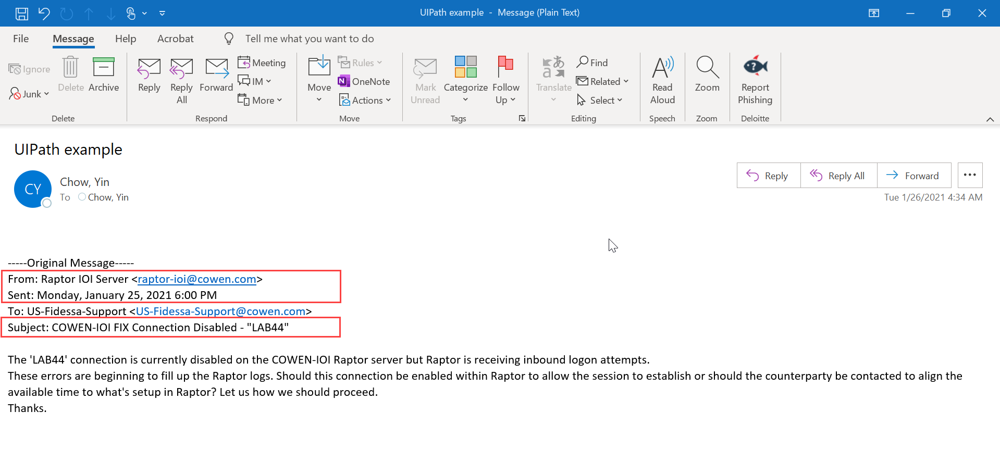 UIPath example - Message (Plain Text)
File Message Help Acrobat Tell me what you want to do
Ignore
Junk
Delete
Archive
Delete
Reply
Reply All
Forward
Meeting
IM
More
Respond
Move
Rules
OneNote
Actions
Move
Mark Unread
Categorize
Follow Up
Tags
Translate
Find
Related
Select
Editing
Read Aloud
Speech
Zoom
Zoom
Report Phishing
Deloitte
UIPath example
CY
Chow, Yin
To Chow, Yin
Reply Reply All Forward
Tue 1/26/2021 4:34 AM
-----Original Message-----
From: Raptor IOI Server <raptor-ioi@cowen.com>
Sent: Monday, January 25, 2021 6:00 PM
To: US-Fidessa-Support <US-Fidessa-Support@cowen.com>
Subject: COWEN-IOI FIX Connection Disabled - "LAB44"
The 'LAB44' connection is currently disabled on the COWEN-IOI Raptor server but Raptor is receiving inbound logon attempts.
These errors are beginning to fill up the Raptor logs. Should this connection be enabled within Raptor to allow the session to establish or should the counterparty be contacted to align the
available time to what's setup in Raptor? Let us how we should proceed.
Thanks.